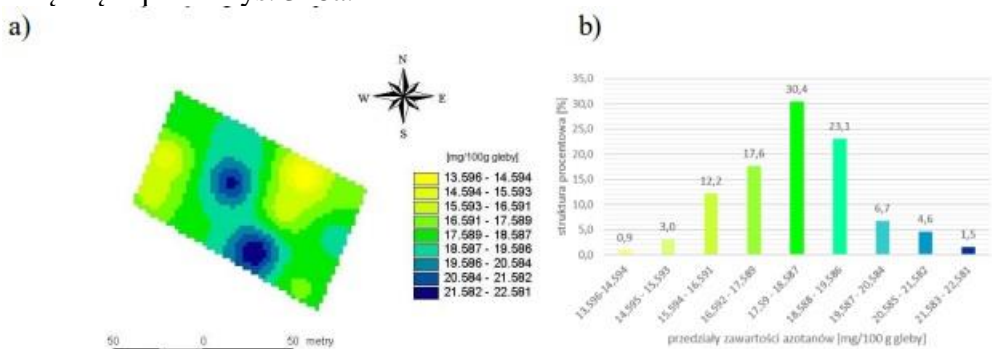 a)
b)
N
W E
S
[mg/100g gleby]
13.596 - 14.594
14.594 - 15.593
15.593 - 16.591
16.591 - 17.589
17.589 - 18.587
18.587 - 19.586
19.586 - 20.584
20.584 - 21.582
21.582 - 22.581
50 0 50 metry
struktura procentowa [%]
35,0
30,0
25,0
20,0
15,0
10,0
5,0
0,0
0,9
3,0
12,2
17,6
30,4
23,1
6,7
4,6
1,5
13,596-14,594
14,595 - 15,593
15,594 - 16,591
16,592 - 17,589
17,59 - 18,587
18,588 - 19,586
19,587 - 20,584
20,585 - 21,582
21,583 - 22,581
przedziały zawartości azotanów [mg/100 g gleby]